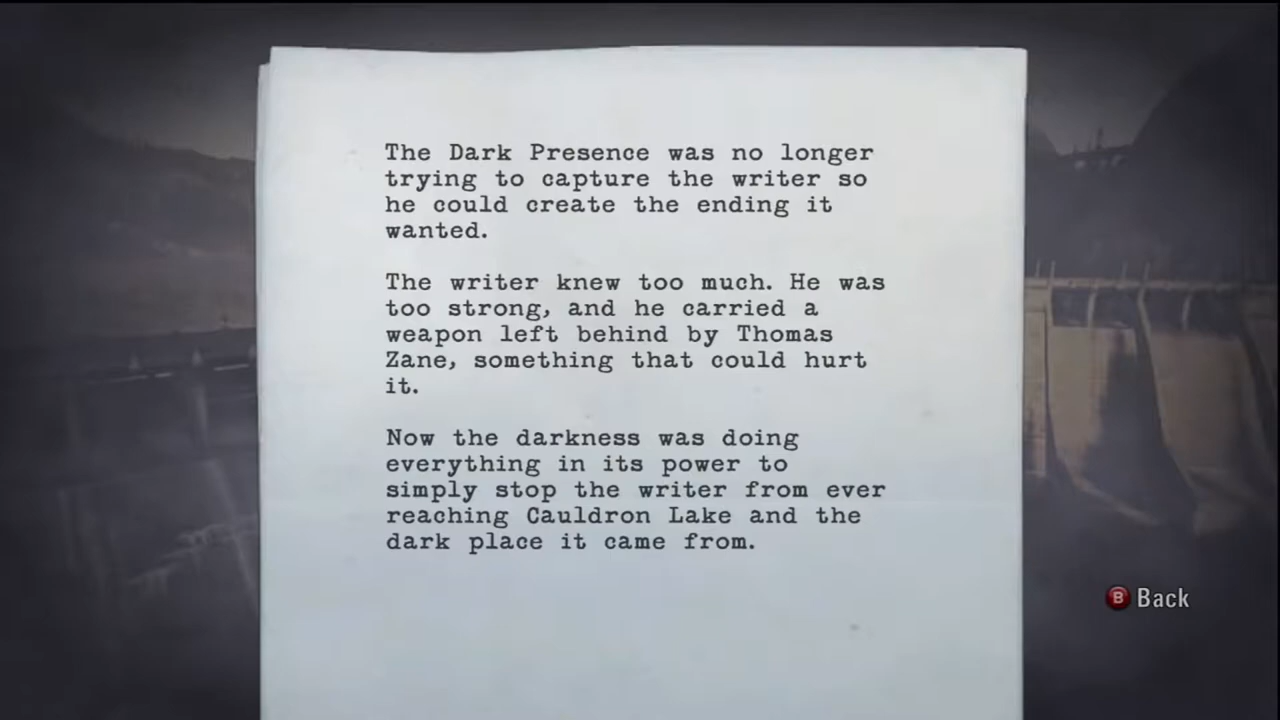 The Dark Presence was no longer
trying to capture the writer so
he could create the ending it
wanted.
The writer knew too much. He was
too strong, and he carried a
weapon left behind by Thomas
Zane, something that could hurt
it.
Now the darkness was doing
everything in its power to
simply stop the writer from ever
reaching Cauldron Lake and the
dark place it came from.
B Back